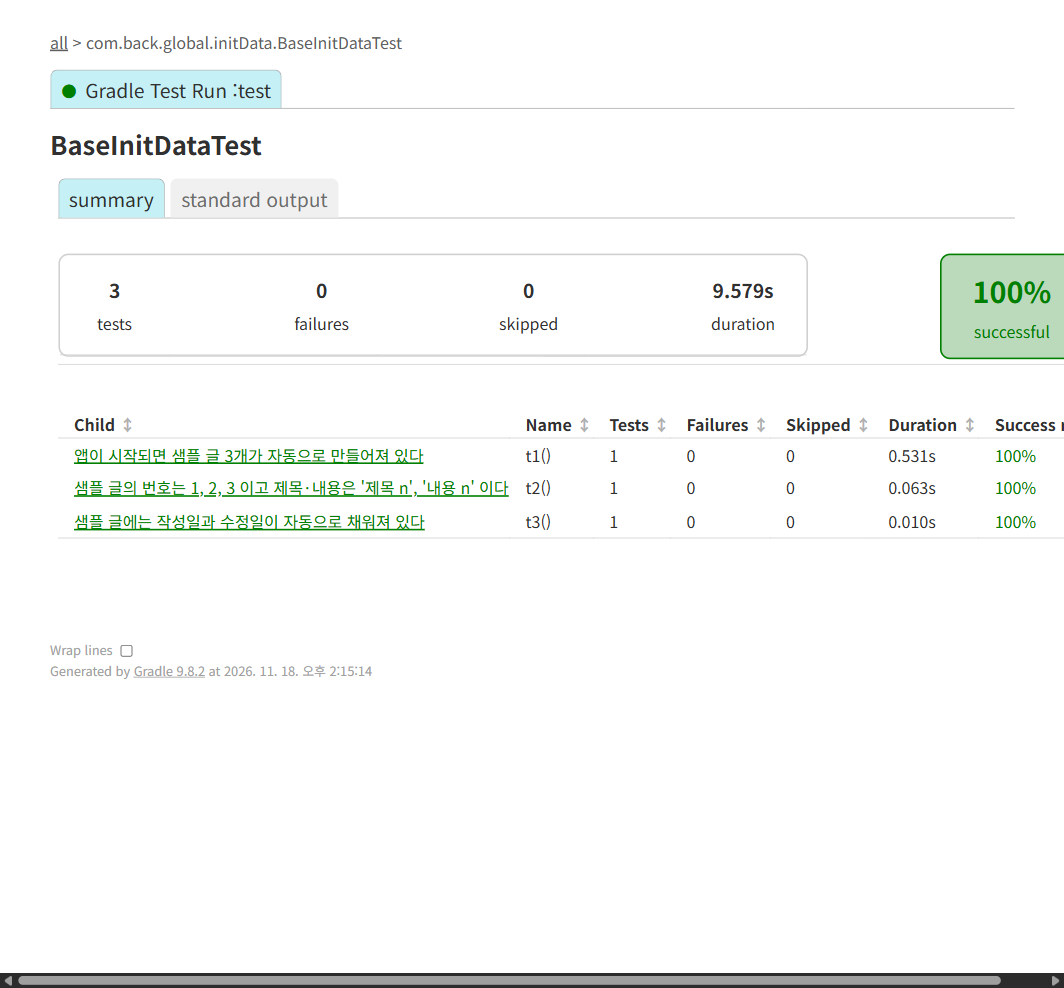 all > com.back.global.initData.BaseInitDataTest
Gradle Test Run :test
BaseInitDataTest
summary standard output
3 0 0 9.579s 100%
tests failures skipped duration successful
Child Name Tests Failures Skipped Duration Success
앱이 시작되면 샘플 글 3개가 자동으로 만들어져 있다 t1() 1 0 0 0.531s 100%
샘플 글의 번호는 1, 2, 3 이고 제목·내용은 '제목 n', '내용 n' 이다 t2() 1 0 0 0.063s 100%
샘플 글에는 작성일과 수정일이 자동으로 채워져 있다 t3() 1 0 0 0.010s 100%
Wrap lines
Generated by Gradle 9.8.2 at 2026. 11. 18. 오후 2:15:14